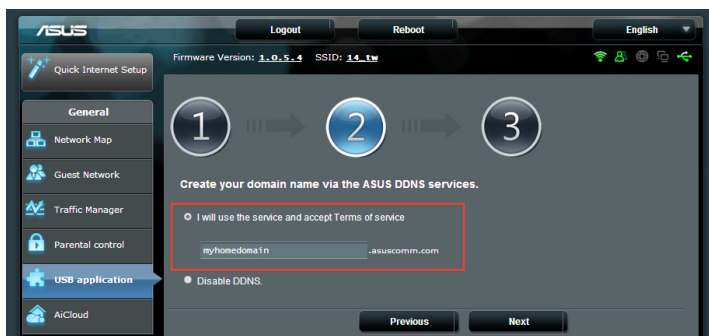 ASUS
Logout
Reboot
English
Quick Internet Setup
Firmware Version: 1.0.5.4 SSID: 14_tw
General
Network Map
Guest Network
Traffic Manager
Parental control
USB application
AiCloud
1
2
3
Create your domain name via the ASUS DDNS services.
I will use the service and accept Terms of service
myhomedomain .asuscomm.com
Disable DDNS.
Previous
Next